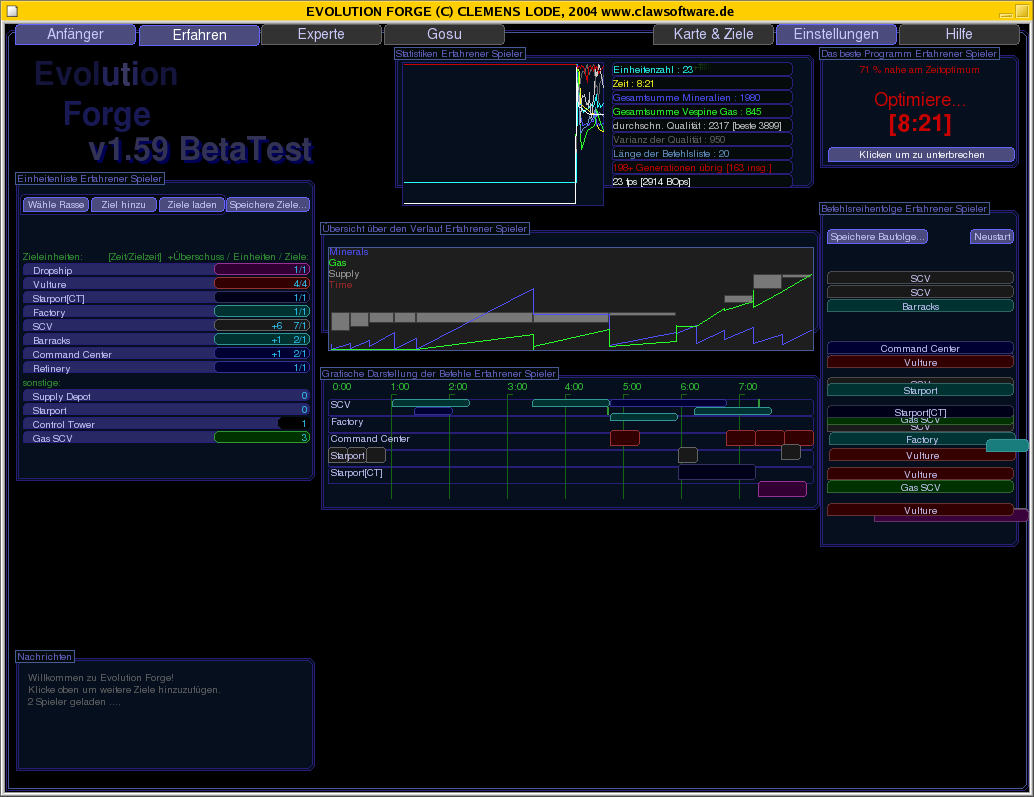 EVOLUTION FORGE (C) CLEMENS LODE, 2004 www.clawsoftware.de
Anfänger
Erfahren
Experte
Gosu
Karte & Ziele
Einstellungen
Hilfe
Evolution
Forge
v1.59 BetaTest
Statistiken Erfahrener Spieler
Einheitenzahl : 23
Zeit : 8:21
Gesamtsumme Mineralien : 1980
Gesamtsumme Vespine Gas : 845
durchschn. Qualität : 2317 [beste 3899]
Varianz der Qualität : 950
Länge der Befehlsliste : 20
198+ Generationen übrig [163 insg.]
23 fps [2914 BOps]
Das beste Programm Erfahrener Spieler
71 % nahe am Zeitoptimum
Optimiere...
[8:21]
Klicken um zu unterbrechen
Einheitenliste Erfahrener Spieler
Wähle Rasse
Ziel hinzu
Ziele laden
Speichere Ziele...
Zieleinheiten: [Zeit/Zielzeit] +Überschuss / Einheiten / Ziele:
Dropship 1/1
Vulture 4/4
Starport[CT] 1/1
Factory 1/1
SCV +6 7/1
Barracks +1 2/1
Command Center +1 2/1
Refinery 1/1
sonstige:
Supply Depot 0
Starport 0
Control Tower 1
Gas SCV 3
Übersicht über den Verlauf Erfahrener Spieler
Minerals
Gas
Supply
Time
Grafische Darstellung der Befehle Erfahrener Spieler
0:00 1:00 2:00 3:00 4:00 5:00 6:00 7:00
SCV
Factory
Command Center
Starport
Starport[CT]
Befehlsreihenfolge Erfahrener Spieler
Speichere Baufolge...
Neustart
SCV
SCV
Barracks
Command Center
Vulture
SCV
Starport
Starport[CT]
Gas SCV
SCV
Factory
Vulture
Vulture
Gas SCV
Vulture
Nachrichten
Willkommen zu Evolution Forge!
Klicke oben um weitere Ziele hinzuzufügen.
2 Spieler geladen ....